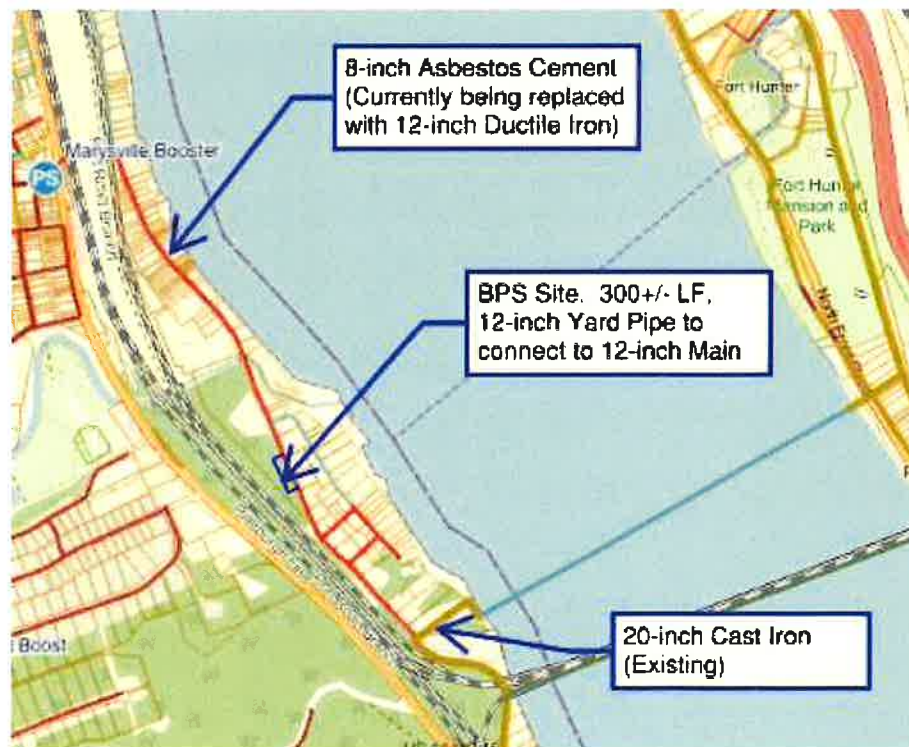 8-inch Asbestos Cement
(Currently being replaced
with 12-inch Ductile Iron)
Fort Hunter
Marysville Booster
PS
Fort Hunter
Mansion and
Park
BPS Site. 300+/- LF,
12-inch Yard Pipe to
connect to 12-inch Main
North
20-inch Cast Iron
(Existing)
Boost